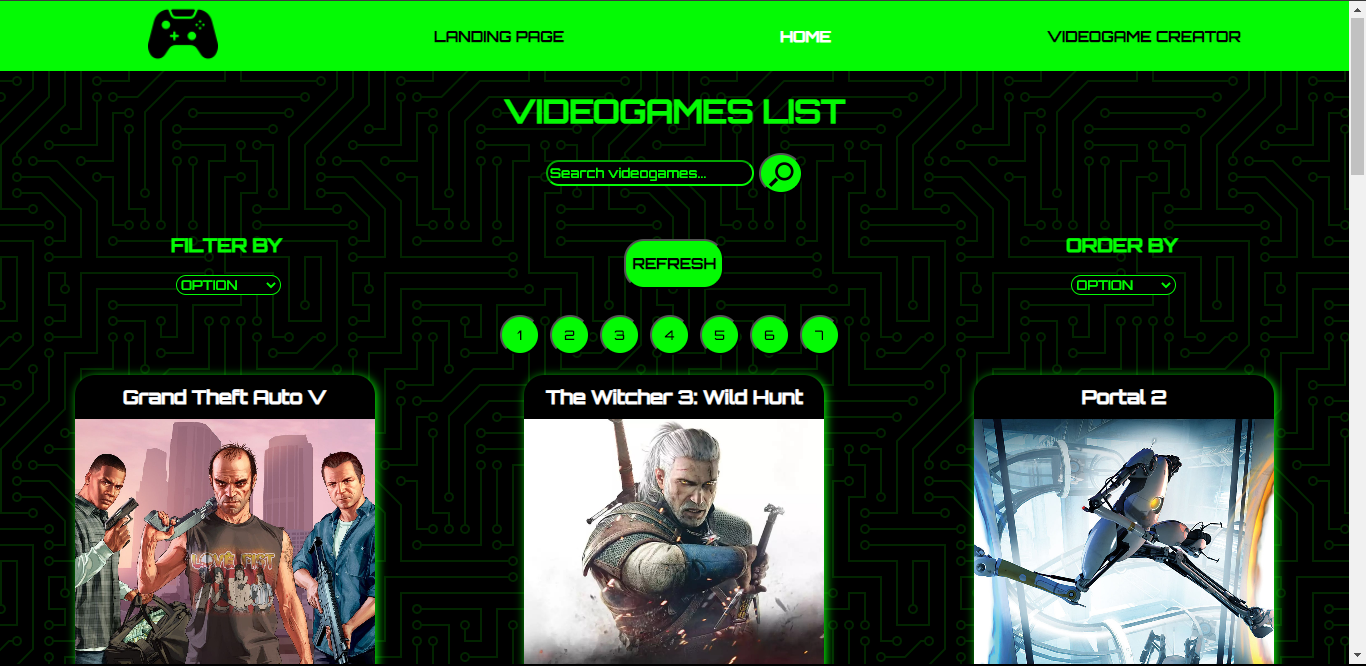 LANDING PAGE HOME VIDEOGAME CREATOR
VIDEOGAMES LIST
Search videogames...
FILTER BY
ORDER BY
REFRESH
OPTION
OPTION
1 2 3 4 5 6 7
Grand Theft Auto V
The Witcher 3: Wild Hunt
Portal 2